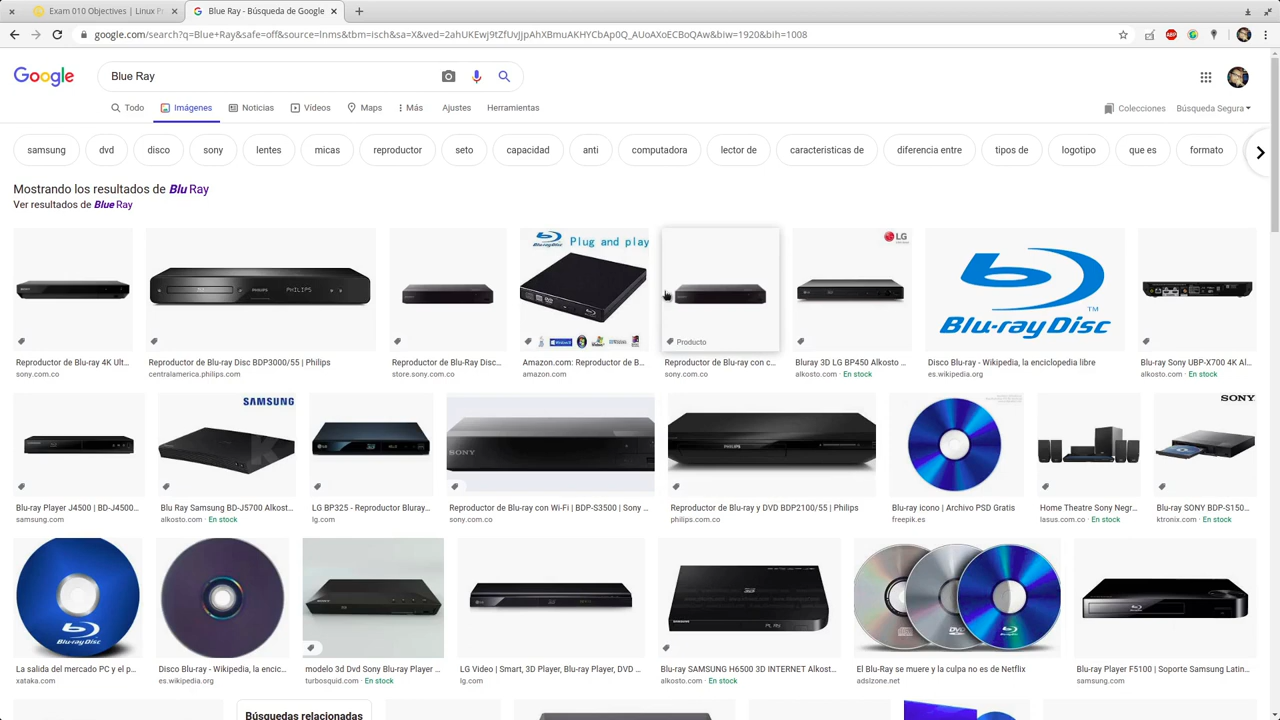 Exam 010 Objectives | Linux P
Blue Ray - Búsqueda de Google
google.com/search?q=Blue+Ray&safe=off&source=lnms&tbm=isch&sa=X&ved=2ahUKEwj9tZfUvJJpAhXBmuAKHYCbAp0Q_AUoAXoECBoQAw&biw=1920&bih=1008
Google
Blue Ray
Todo Imágenes Noticias Vídeos Maps Más Ajustes Herramientas
Colecciones Búsqueda Segura
samsung dvd disco sony lentes micas reproductor seto capacidad anti computadora lector de caracteristicas de diferencia entre tipos de logotipo que es formato
Mostrando los resultados de Blu Ray
Ver resultados de Blue Ray
Blu-rayDisc Plug and play
LG
Blu-rayDisc TM
Producto
Reproductor de Blu-ray 4K Ult...
sony.com.co
Reproductor de Blu-ray Disc BDP3000/55 | Philips
centralamerica.philips.com
Reproductor de Blu-Ray Disc...
store.sony.com.co
Amazon.com: Reproductor de B...
amazon.com
Reproductor de Blu-ray con c...
sony.com.co
Bluray 3D LG BP450 Alkosto ...
alkosto.com · En stock
Disco Blu-ray - Wikipedia, la enciclopedia libre
es.wikipedia.org
Blu-ray Sony UBP-X700 4K Al...
alkosto.com · En stock
SAMSUNG
SONY
SONY
Blu-ray Player J4500 | BD-J4500...
samsung.com
Blu Ray Samsung BD-J5700 Alkost...
alkosto.com · En stock
LG BP325 - Reproductor Bluray...
lg.com
Reproductor de Blu-ray con Wi-Fi | BDP-S3500 | Sony ...
sony.com.co
Reproductor de Blu-ray y DVD BDP2100/55 | Philips
philips.com.co
Blu-ray icono | Archivo PSD Gratis
freepik.es
Home Theatre Sony Negr...
lasus.com.co · En stock
Blu-ray SONY BDP-S150...
ktronix.com · En stock
Blu-rayDisc
La salida del mercado PC y el p...
xataka.com
Disco Blu-ray - Wikipedia, la encic...
es.wikipedia.org
modelo 3d Dvd Sony Blu-ray Player ...
turbosquid.com · En stock
LG Video | Smart, 3D Player, Blu-ray Player, DVD ...
lg.com
Blu-ray SAMSUNG H6500 3D INTERNET Alkost...
alkosto.com · En stock
El Blu-Ray se muere y la culpa no es de Netflix
adslzone.net
Blu-ray Player F5100 | Soporte Samsung Latin...
samsung.com
Búsquedas relacionadas